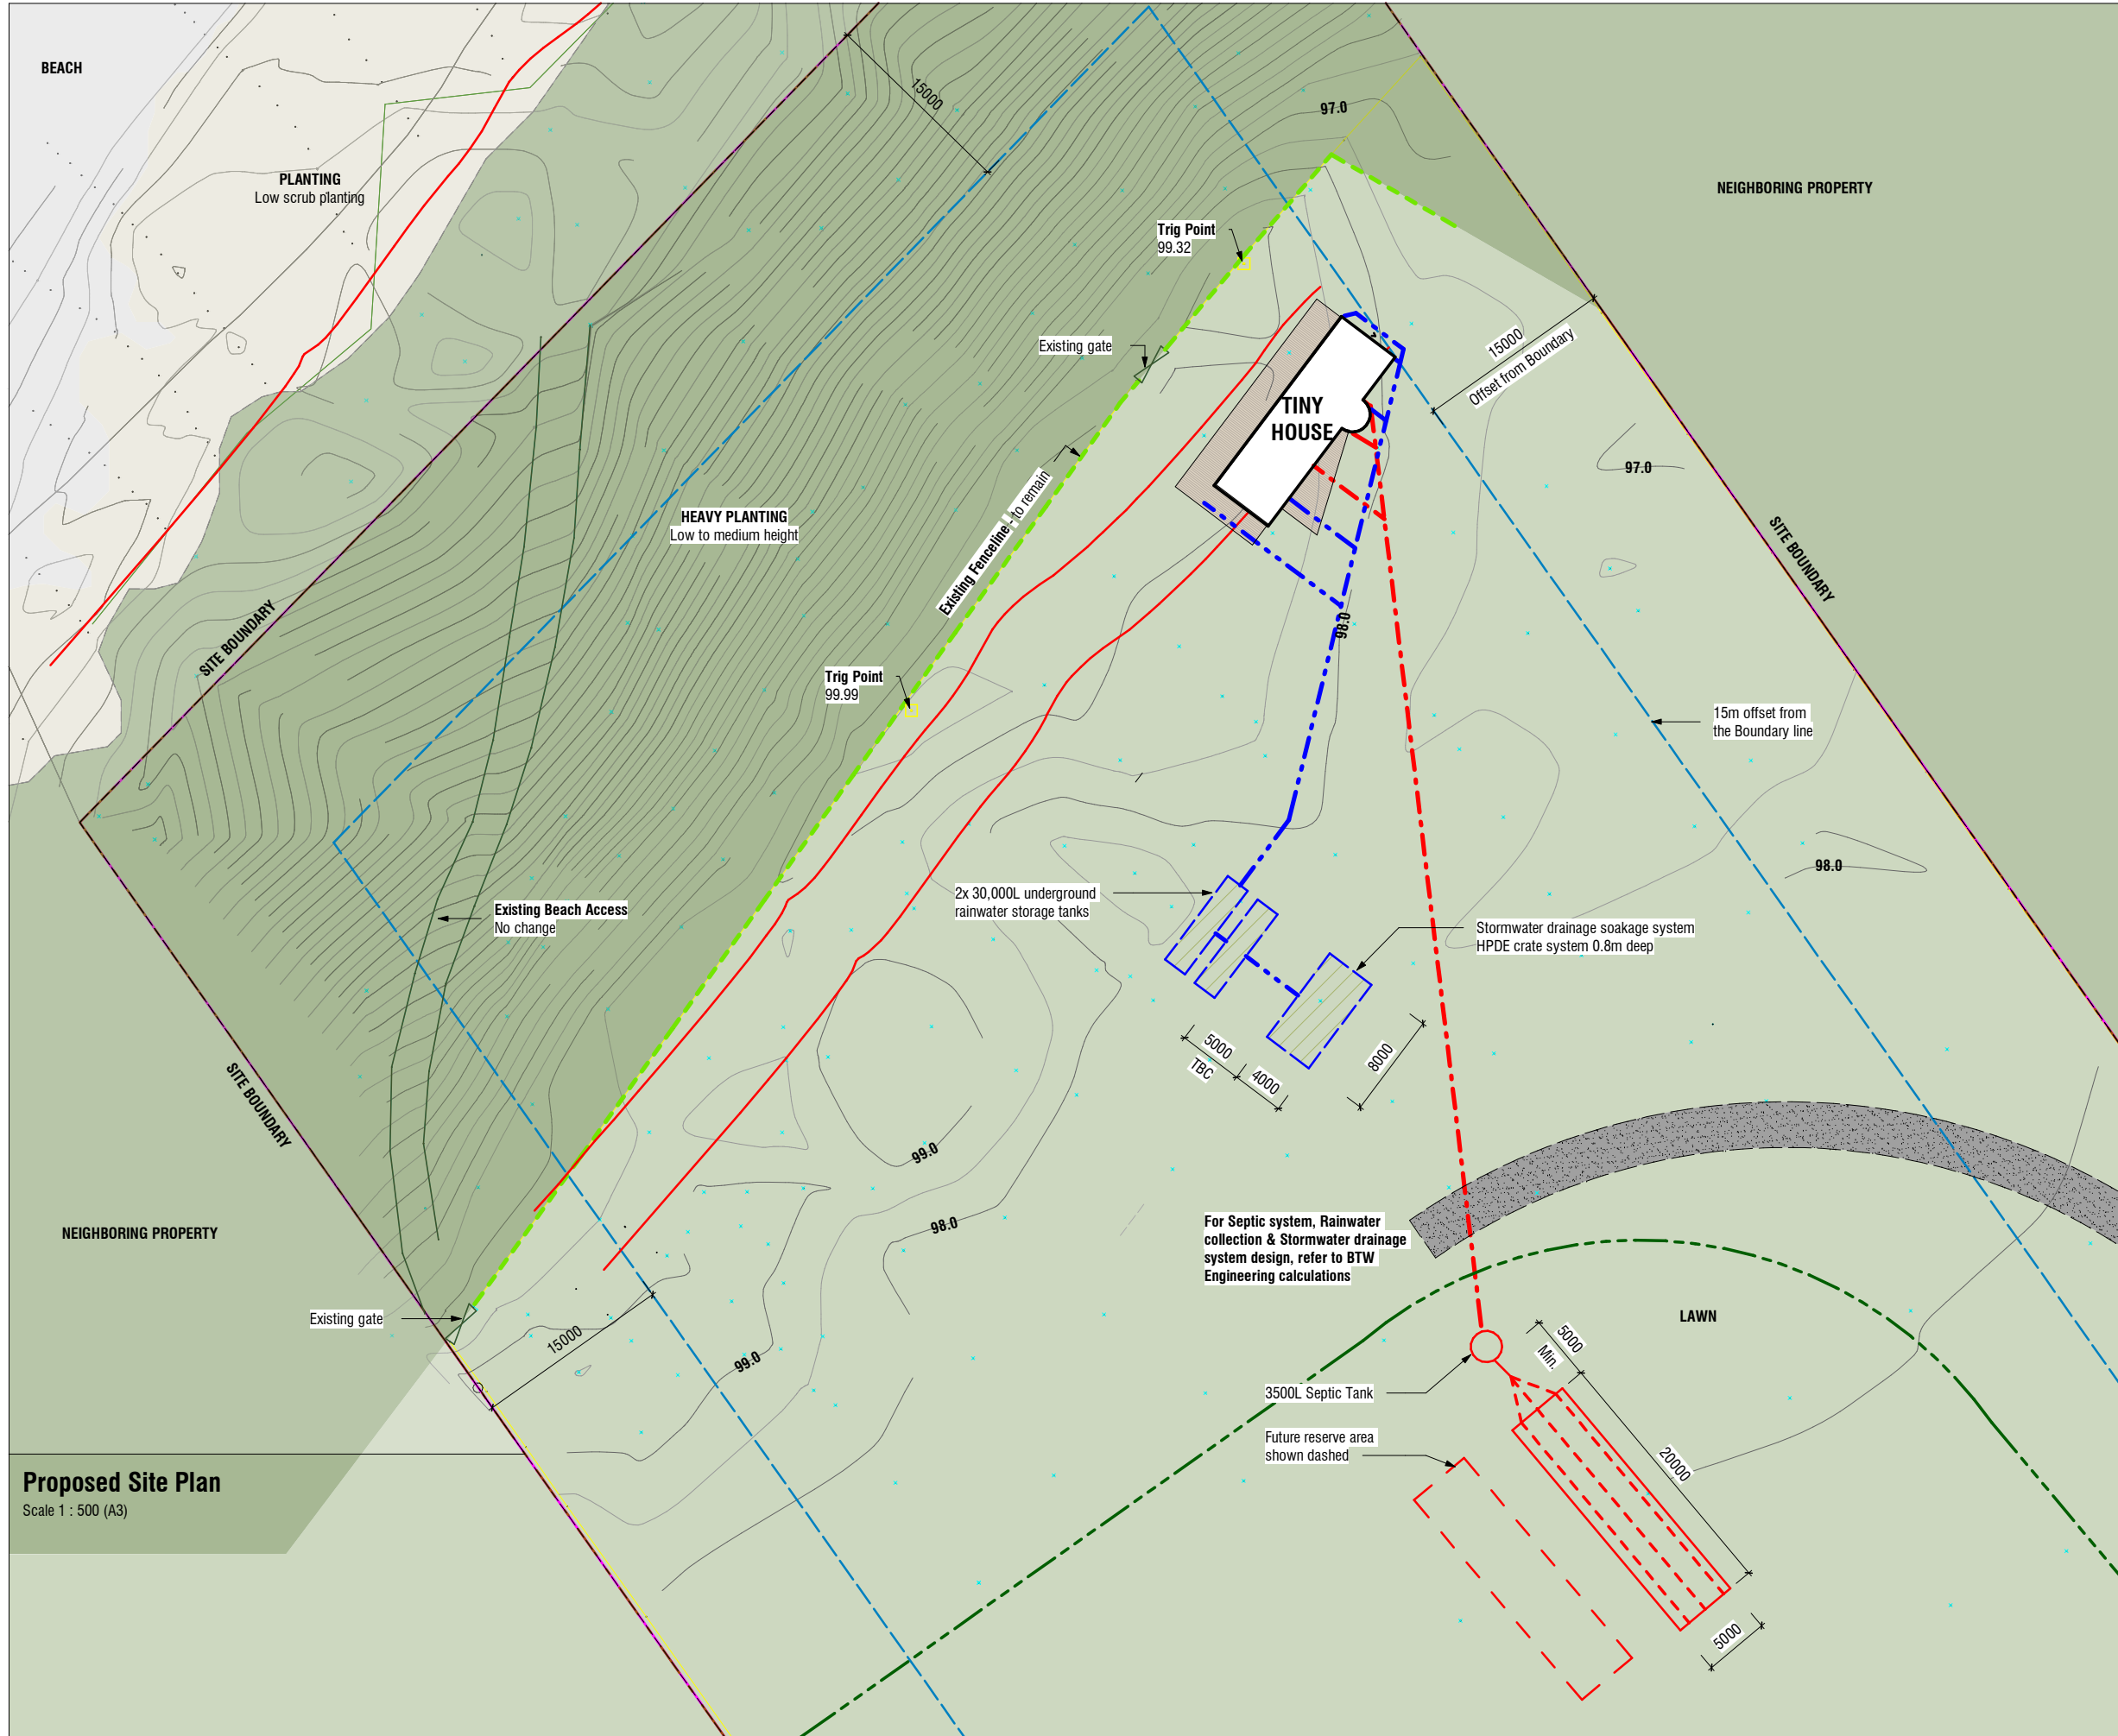 BEACH
PLANTING
Low scrub planting
15000
97.0
NEIGHBORING PROPERTY
Trig Point
99.32
Existing gate
15000
Offset from Boundary
TINY
HOUSE
97.0
HEAVY PLANTING
Low to medium height
Existing Fenceline - to remain
SITE BOUNDARY
SITE BOUNDARY
98.0
Trig Point
99.99
15m offset from
the Boundary line
98.0
2x 30,000L underground
rainwater storage tanks
Existing Beach Access
No change
Stormwater drainage soakage system
HPDE crate system 0.8m deep
5000
TBC
4000
8000
SITE BOUNDARY
99.0
98.0
NEIGHBORING PROPERTY
For Septic system, Rainwater
collection & Stormwater drainage
system design, refer to BTW
Engineering calculations
Existing gate
15000
99.0
LAWN
5000
Min.
3500L Septic Tank
Future reserve area
shown dashed
20000
5000
Proposed Site Plan
Scale 1 : 500 (A3)